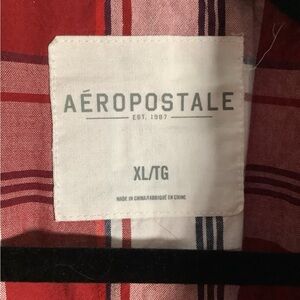 AÉROPOSTALE
EST. 1987
XL/TG
MADE IN CHINA/FABRIQUÉ EN CHINE